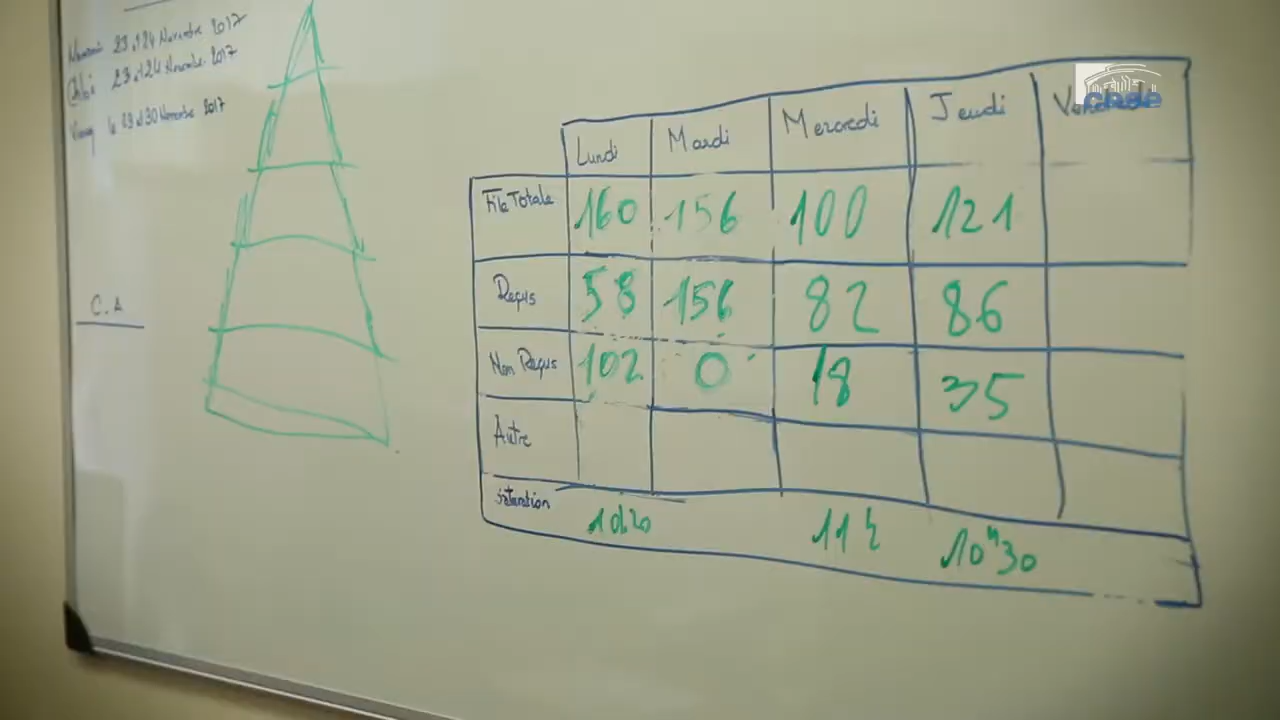 23 et 24 Novembre 2017
23 et 24 Novembre 2017
le 29 et 30 Novembre 2017
C.A
Lundi Mardi Mercredi Jeudi
File Totale 160 156 100 121
Reçus 58 156 82 86
Non Reçus 102 0 18 35
Autre
Saturation 10h20 11h 10h30